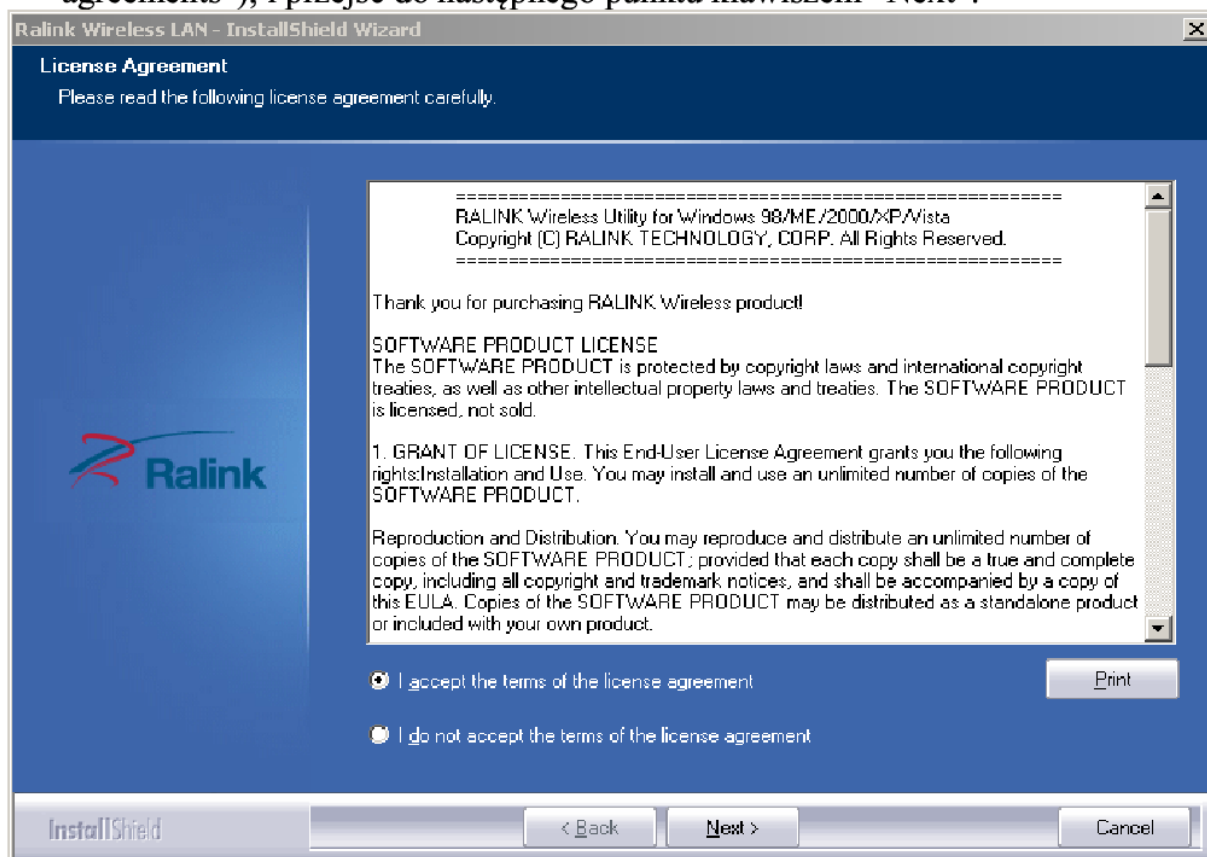 agreements"), i przejść do następnego punktu klawiszem "Next".
Ralink Wireless LAN - InstallShield Wizard
License Agreement
Please read the following license agreement carefully.
=========================================================
RALINK Wireless Utility for Windows 98/ME/2000/XP/Vista
Copyright (C) RALINK TECHNOLOGY, CORP. All Rights Reserved.
=========================================================
Thank you for purchasing RALINK Wireless product!
SOFTWARE PRODUCT LICENSE
The SOFTWARE PRODUCT is protected by copyright laws and international copyright
treaties, as well as other intellectual property laws and treaties. The SOFTWARE PRODUCT
is licensed, not sold.
1. GRANT OF LICENSE. This End-User License Agreement grants you the following
rights:Installation and Use. You may install and use an unlimited number of copies of the
SOFTWARE PRODUCT.
Reproduction and Distribution. You may reproduce and distribute an unlimited number of
copies of the SOFTWARE PRODUCT; provided that each copy shall be a true and complete
copy, including all copyright and trademark notices, and shall be accompanied by a copy of
this EULA. Copies of the SOFTWARE PRODUCT may be distributed as a standalone product
or included with your own product.
Ralink
I accept the terms of the license agreement
Print
I do not accept the terms of the license agreement
InstallShield
< Back
Next >
Cancel